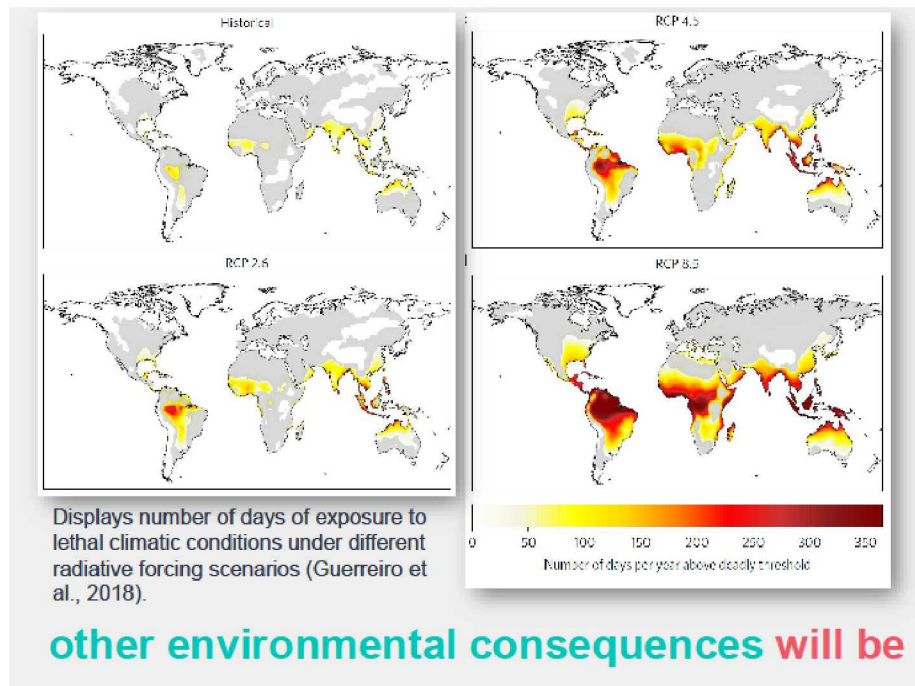 Historical
RCP 4.5
RCP 2.6
RCP 8.5
0 50 100 150 200 250 300 350
Number of days per year above deadly threshold
Displays number of days of exposure to
lethal climatic conditions under different
radiative forcing scenarios (Guerreiro et
al., 2018).
other environmental consequences will be